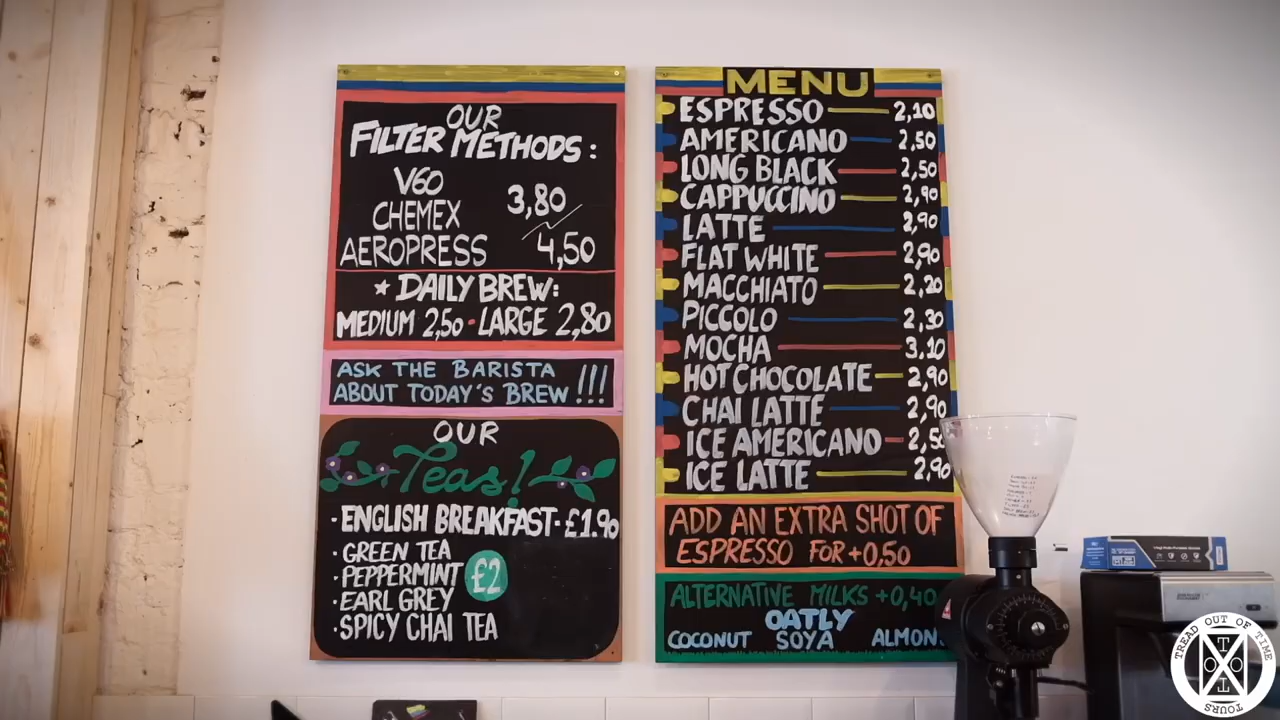 OUR
FILTER METHODS:
V60
CHEMEX
AEROPRESS
3,80
4,50
★ DAILY BREW:
MEDIUM 2,50 • LARGE 2,80
ASK THE BARISTA
ABOUT TODAY'S BREW !!!
OUR
Teas!
· ENGLISH BREAKFAST - £1.90
· GREEN TEA
· PEPPERMINT
£2
· EARL GREY
· SPICY CHAI TEA
MENU
ESPRESSO 2,10
AMERICANO 2,50
LONG BLACK 2,50
CAPPUCCINO 2,90
LATTE 2,90
FLAT WHITE 2,90
MACCHIATO 2,20
PICCOLO 2,30
MOCHA 3,10
HOT CHOCOLATE 2,90
CHAI LATTE 2,90
ICE AMERICANO 2,50
ICE LATTE 2,90
ADD AN EXTRA SHOT OF
ESPRESSO FOR +0,50
ALTERNATIVE MILKS +0,40
OATLY
COCONUT SOYA ALMON
TREAD OUT OF TIME
TOOT
TOURS